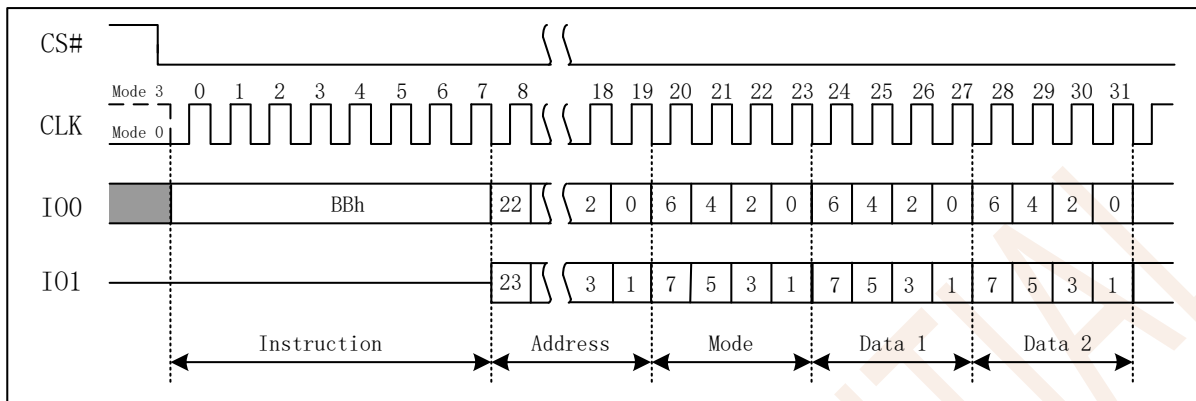 CS#
Mode 3 0 1 2 3 4 5 6 7 8 18 19 20 21 22 23 24 25 26 27 28 29 30 31
CLK
Mode 0
IO0 BBh 22 2 0 6 4 2 0 6 4 2 0 6 4 2 0
IO1 23 3 1 7 5 3 1 7 5 3 1 7 5 3 1
Instruction Address Mode Data 1 Data 2